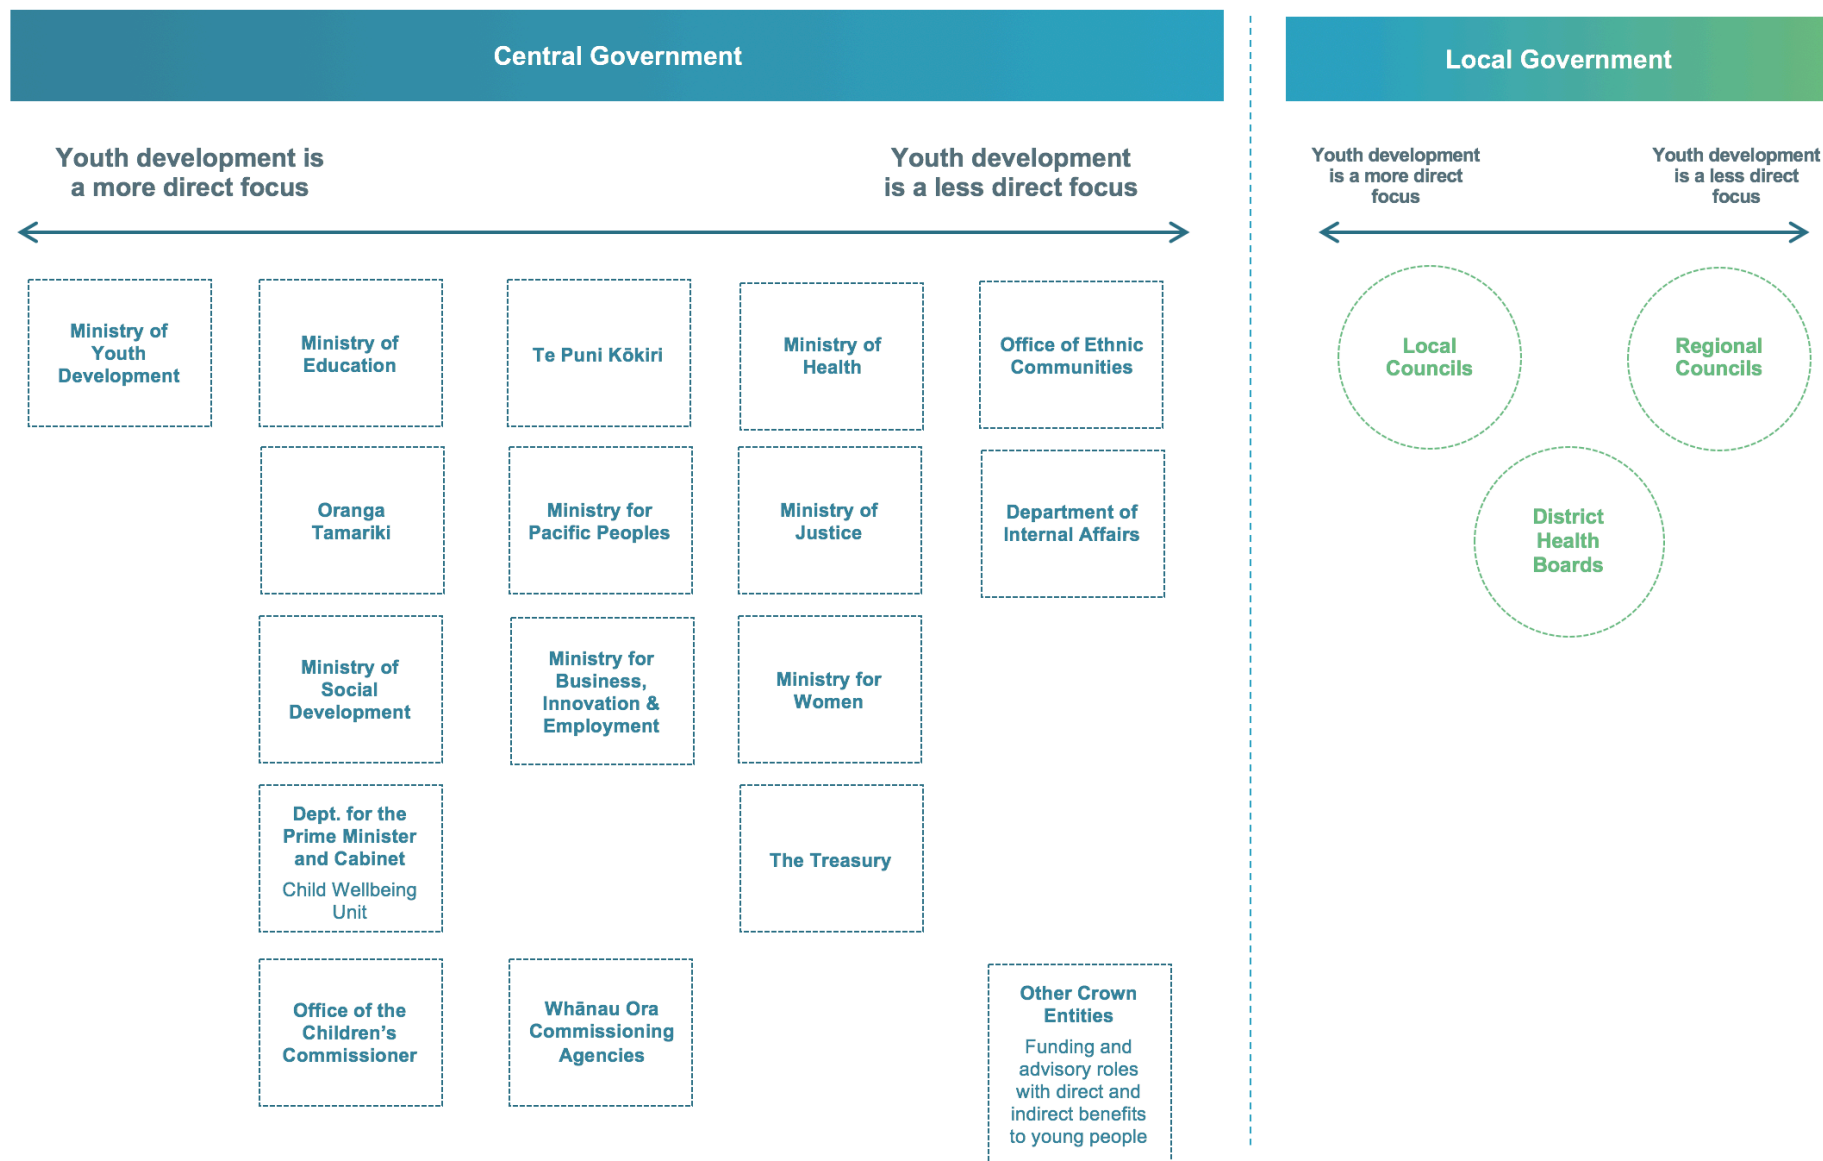 Central Government
Local Government
Youth development is
a more direct focus
Youth development
is a less direct focus
Youth development
is a more direct
focus
Youth development
is a less direct
focus
Ministry of
Youth
Development
Ministry of
Education
Te Puni Kōkiri
Ministry of
Health
Office of Ethnic
Communities
Local
Councils
Regional
Councils
Oranga
Tamariki
Ministry for
Pacific Peoples
Ministry of
Justice
Department of
Internal Affairs
District
Health
Boards
Ministry of
Social
Development
Ministry for
Business,
Innovation &
Employment
Ministry for
Women
Dept. for the
Prime Minister
and Cabinet
Child Wellbeing
Unit
The Treasury
Office of the
Children’s
Commissioner
Whānau Ora
Commissioning
Agencies
Other Crown
Entities
Funding and
advisory roles
with direct and
indirect benefits
to young people